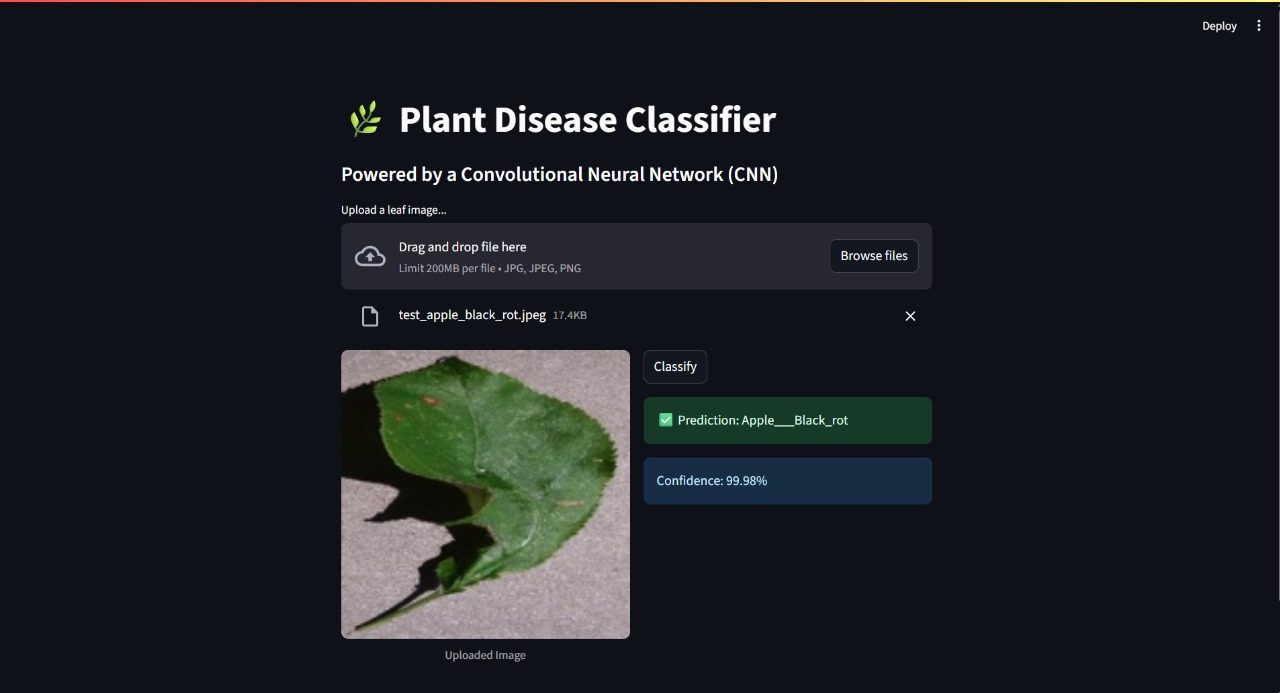 Deploy
🌿 Plant Disease Classifier
Powered by a Convolutional Neural Network (CNN)
Upload a leaf image...
Drag and drop file here
Limit 200MB per file • JPG, JPEG, PNG
Browse files
test_apple_black_rot.jpeg 17.4KB
Classify
✅ Prediction: Apple___Black_rot
Confidence: 99.98%
Uploaded Image